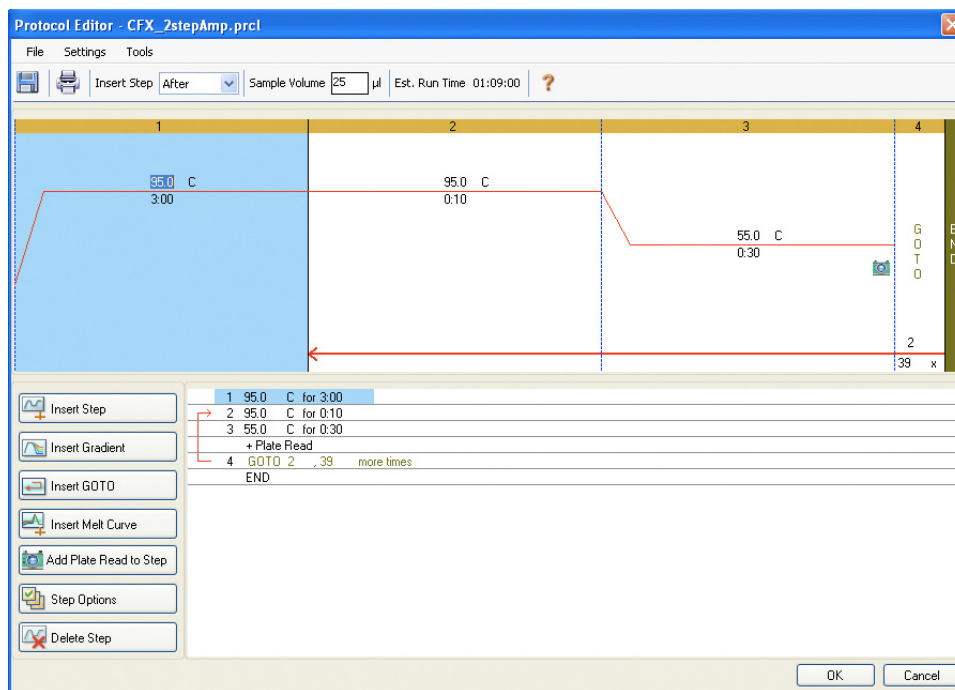 Protocol Editor - CFX_2stepAmp.prcl
File Settings Tools
Insert Step After Sample Volume 25 µl Est. Run Time 01:09:00 ?
1 2 3 4
95.0 C 95.0 C
3:00 0:10
55.0 C
0:30
GOTO
END
2
39 x
Insert Step
Insert Gradient
Insert GOTO
Insert Melt Curve
Add Plate Read to Step
Step Options
Delete Step
1 95.0 C for 3:00
2 95.0 C for 0:10
3 55.0 C for 0:30
+ Plate Read
4 GOTO 2 , 39 more times
END
OK Cancel